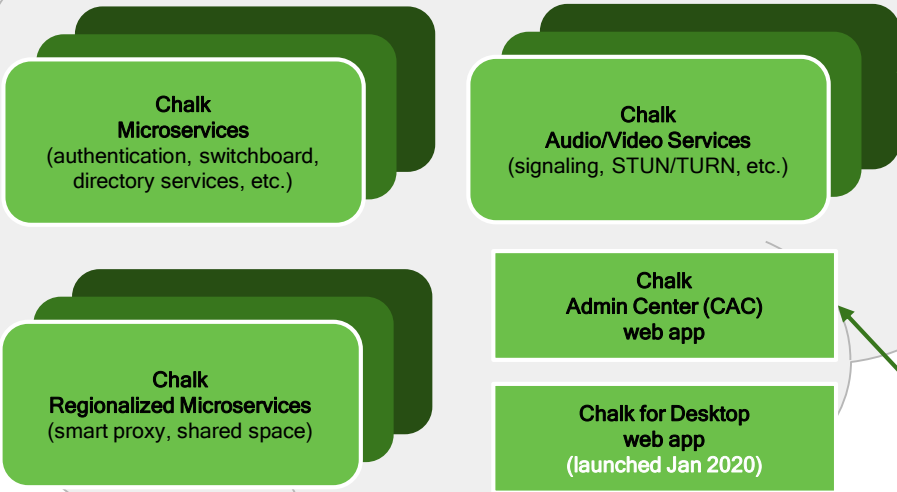 Chalk
Microservices
(authentication, switchboard,
directory services, etc.)
Chalk
Audio/Video Services
(signaling, STUN/TURN, etc.)
Chalk
Regionalized Microservices
(smart proxy, shared space)
Chalk
Admin Center (CAC)
web app
Chalk for Desktop
web app
(launched Jan 2020)